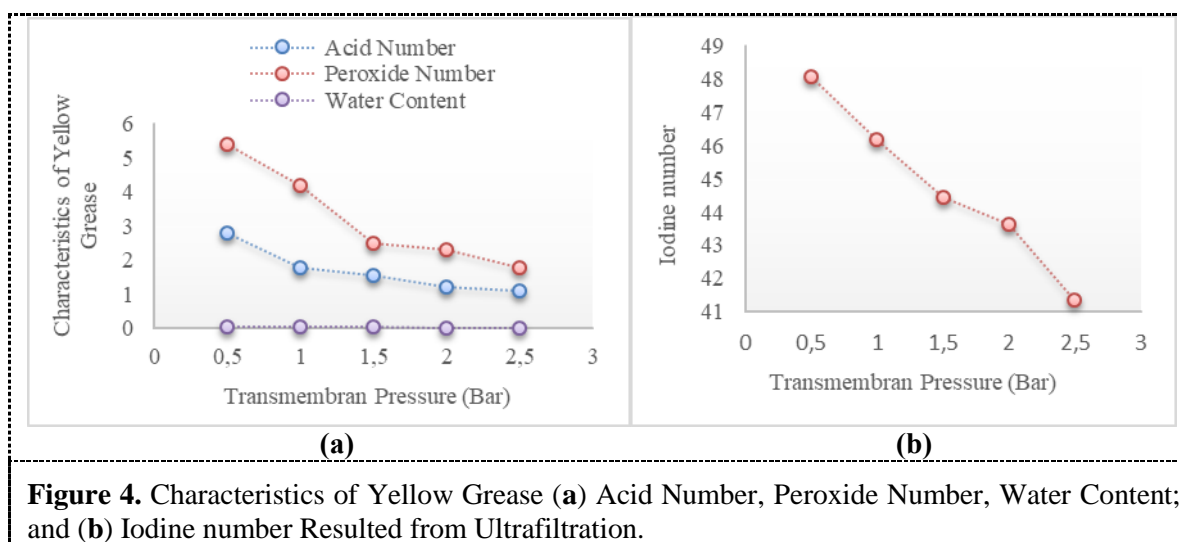 Acid Number
Peroxide Number
Water Content
Characteristics of Yellow
Grease
6
5
4
3
2
1
0
0 0,5 1 1,5 2 2,5 3
Transmembran Pressure (Bar)
(a)
Iodine number
49
48
47
46
45
44
43
42
41
0 0,5 1 1,5 2 2,5 3
Transmembran Pressure (Bar)
(b)
Figure 4. Characteristics of Yellow Grease (a) Acid Number, Peroxide Number, Water Content;
and (b) Iodine number Resulted from Ultrafiltration.